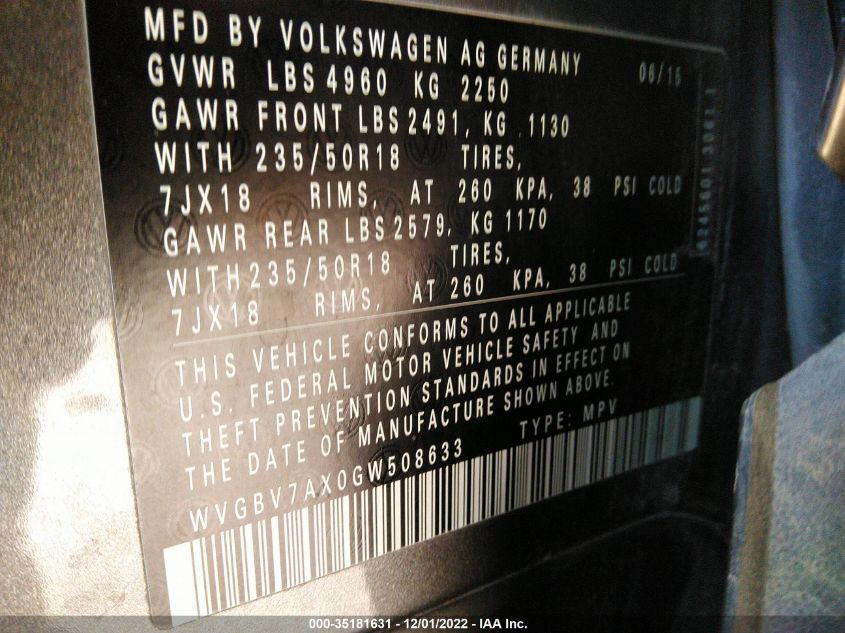 MFD BY VOLKSWAGEN AG GERMANY 06/15
GVWR LBS 4960 KG 2250
GAWR FRONT LBS 2491, KG 1130
WITH 235/50R18 TIRES,
7JX18 RIMS, AT 260 KPA, 38 PSI COLD
GAWR REAR LBS 2579, KG 1170
WITH 235/50R18 TIRES,
7JX18 RIMS, AT 260 KPA, 38 PSI COLD
THIS VEHICLE CONFORMS TO ALL APPLICABLE
U.S. FEDERAL MOTOR VEHICLE SAFETY AND
THEFT PREVENTION STANDARDS IN EFFECT ON
THE DATE OF MANUFACTURE SHOWN ABOVE.
WVGBV7AX0GW508633 TYPE: MPV
000-35181631 - 12/01/2022 - IAA Inc.